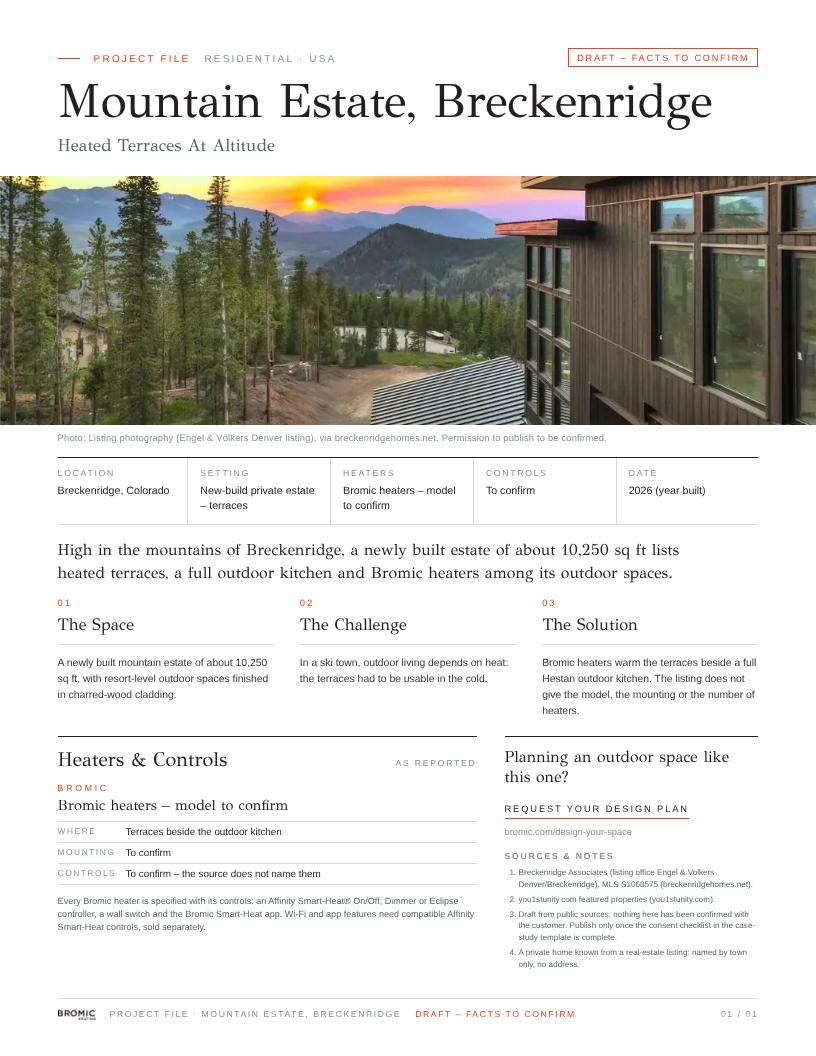 PROJECT FILE RESIDENTIAL · USA
DRAFT – FACTS TO CONFIRM
Mountain Estate, Breckenridge
Heated Terraces At Altitude
Photo: Listing photography (Engel & Völkers Denver listing), via breckenridgehomes.net. Permission to publish to be confirmed.
LOCATION
Breckenridge, Colorado
SETTING
New-build private estate
– terraces
HEATERS
Bromic heaters – model
to confirm
CONTROLS
To confirm
DATE
2026 (year built)
High in the mountains of Breckenridge, a newly built estate of about 10,250 sq ft lists
heated terraces, a full outdoor kitchen and Bromic heaters among its outdoor spaces.
01
The Space
A newly built mountain estate of about 10,250
sq ft, with resort-level outdoor spaces finished
in charred-wood cladding.
02
The Challenge
In a ski town, outdoor living depends on heat:
the terraces had to be usable in the cold.
03
The Solution
Bromic heaters warm the terraces beside a full
Hestan outdoor kitchen. The listing does not
give the model, the mounting or the number of
heaters.
Heaters & Controls
AS REPORTED
BROMIC
Bromic heaters – model to confirm
WHERE Terraces beside the outdoor kitchen
MOUNTING To confirm
CONTROLS To confirm – the source does not name them
Every Bromic heater is specified with its controls: an Affinity Smart-Heat® On/Off, Dimmer or Eclipse
controller, a wall switch and the Bromic Smart-Heat app. Wi-Fi and app features need compatible Affinity
Smart-Heat controls, sold separately.
Planning an outdoor space like
this one?
REQUEST YOUR DESIGN PLAN
bromic.com/design-your-space
SOURCES & NOTES
1. Breckenridge Associates (listing office Engel & Volkers
Denver/Breckenridge), MLS S1068575 (breckenridgehomes.net).
2. you1stunity.com featured properties (you1stunity.com).
3. Draft from public sources: nothing here has been confirmed with
the customer. Publish only once the consent checklist in the case-
study template is complete.
4. A private home known from a real-estate listing: named by town
only, no address.
BROMIC
HEATING
PROJECT FILE · MOUNTAIN ESTATE, BRECKENRIDGE DRAFT – FACTS TO CONFIRM
01 / 01